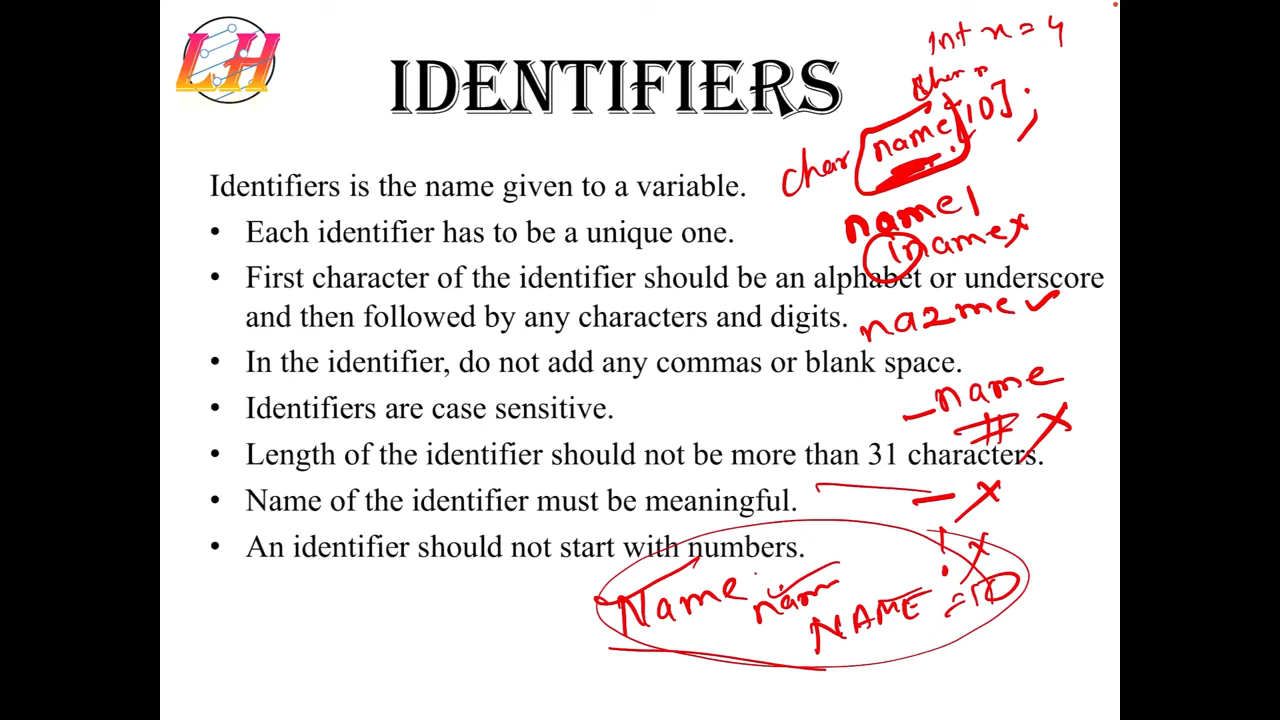 LH
int x = 4
IDENTIFIERS
char x
char name[10];
Identifiers is the name given to a variable.
name1
• Each identifier has to be a unique one.
1name x
• First character of the identifier should be an alphabet or underscore
and then followed by any characters and digits.
na2me ✓
• In the identifier, do not add any commas or blank space.
_name
• Identifiers are case sensitive.
# x
• Length of the identifier should not be more than 31 characters.
• Name of the identifier must be meaningful.
- x
• An identifier should not start with numbers.
! x
Name
nam
NAME = 10